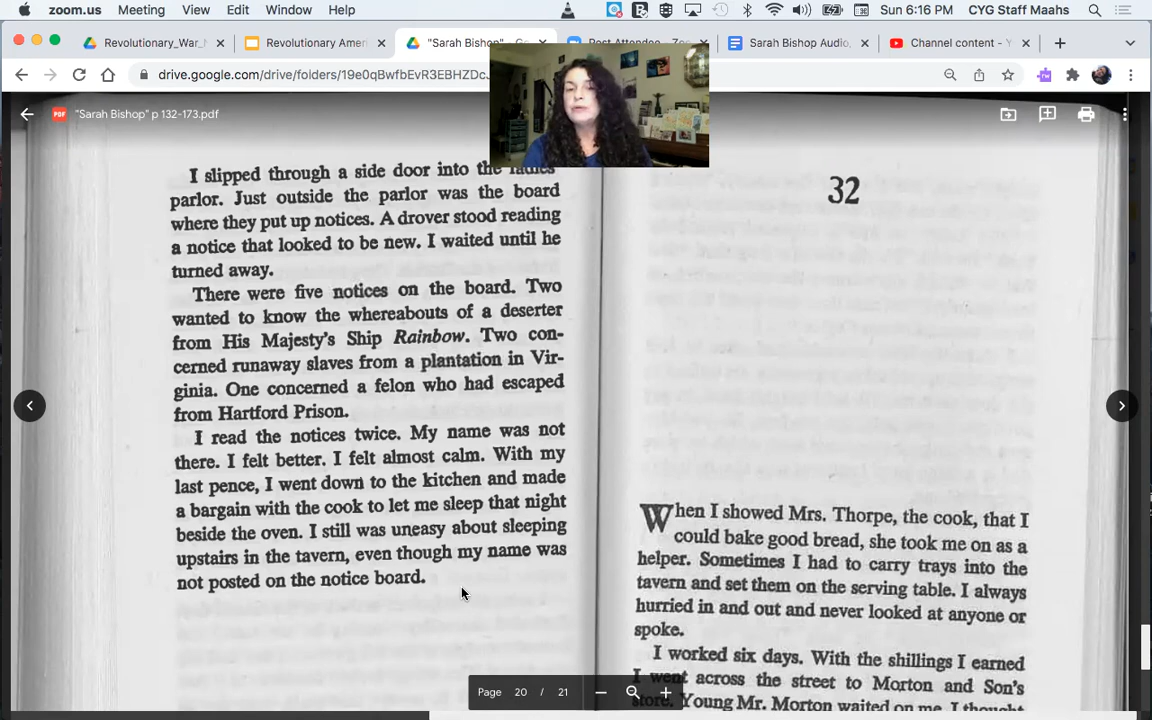 zoom.us Meeting View Edit Window Help Sun 6:16 PM CYG Staff Maahs
Revolutionary_War_
Revolutionary Ameri
"Sarah Bishop"
Post Attendee
Sarah Bishop Audio,
Channel content - Y
drive.google.com/drive/folders/19e0qBwfbEvR3EBHZDcJ
PDF "Sarah Bishop" p 132-173.pdf
I slipped through a side door into the ladies'
parlor. Just outside the parlor was the board
where they put up notices. A drover stood reading
a notice that looked to be new. I waited until he
turned away.
There were five notices on the board. Two
wanted to know the whereabouts of a deserter
from His Majesty's Ship Rainbow. Two con-
cerned runaway slaves from a plantation in Vir-
ginia. One concerned a felon who had escaped
from Hartford Prison.
I read the notices twice. My name was not
there. I felt better. I felt almost calm. With my
last pence, I went down to the kitchen and made
a bargain with the cook to let me sleep that night
beside the oven. I still was uneasy about sleeping
upstairs in the tavern, even though my name was
not posted on the notice board.
32
When I showed Mrs. Thorpe, the cook, that I
could bake good bread, she took me on as a
helper. Sometimes I had to carry trays into the
tavern and set them on the serving table. I always
hurried in and out and never looked at anyone or
spoke.
I worked six days. With the shillings I earned
I went across the street to Morton and Son's
store. Young Mr. Morton waited on me. I thought
Page 20 / 21